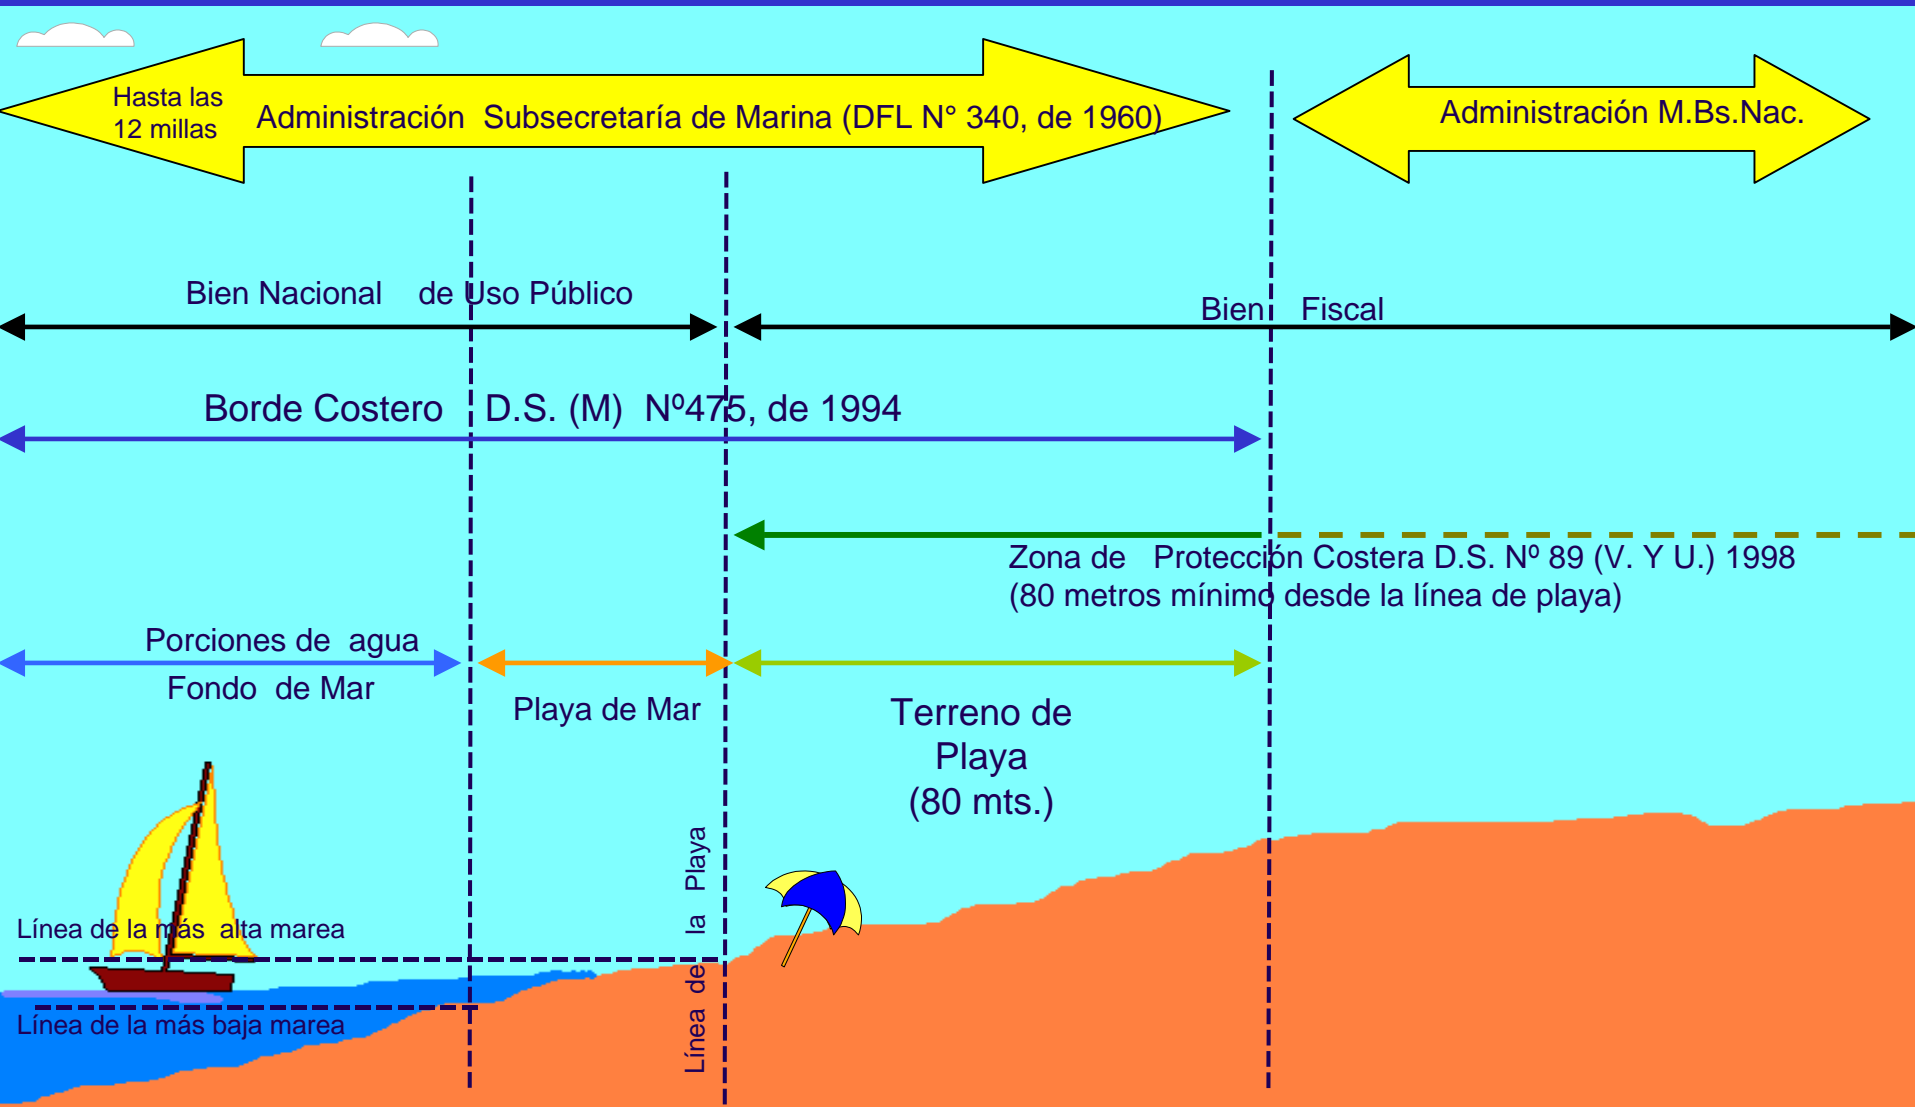 Hasta las
12 millas
Administración Subsecretaría de Marina (DFL N° 340, de 1960)
Administración M.Bs.Nac.
Bien Nacional de Uso Público
Bien Fiscal
Borde Costero D.S. (M) Nº475, de 1994
Zona de Protección Costera D.S. Nº 89 (V. Y U.) 1998
(80 metros mínimo desde la línea de playa)
Porciones de agua
Fondo de Mar
Playa de Mar
Terreno de
Playa
(80 mts.)
Línea de la Playa
Línea de la más alta marea
Línea de la más baja marea